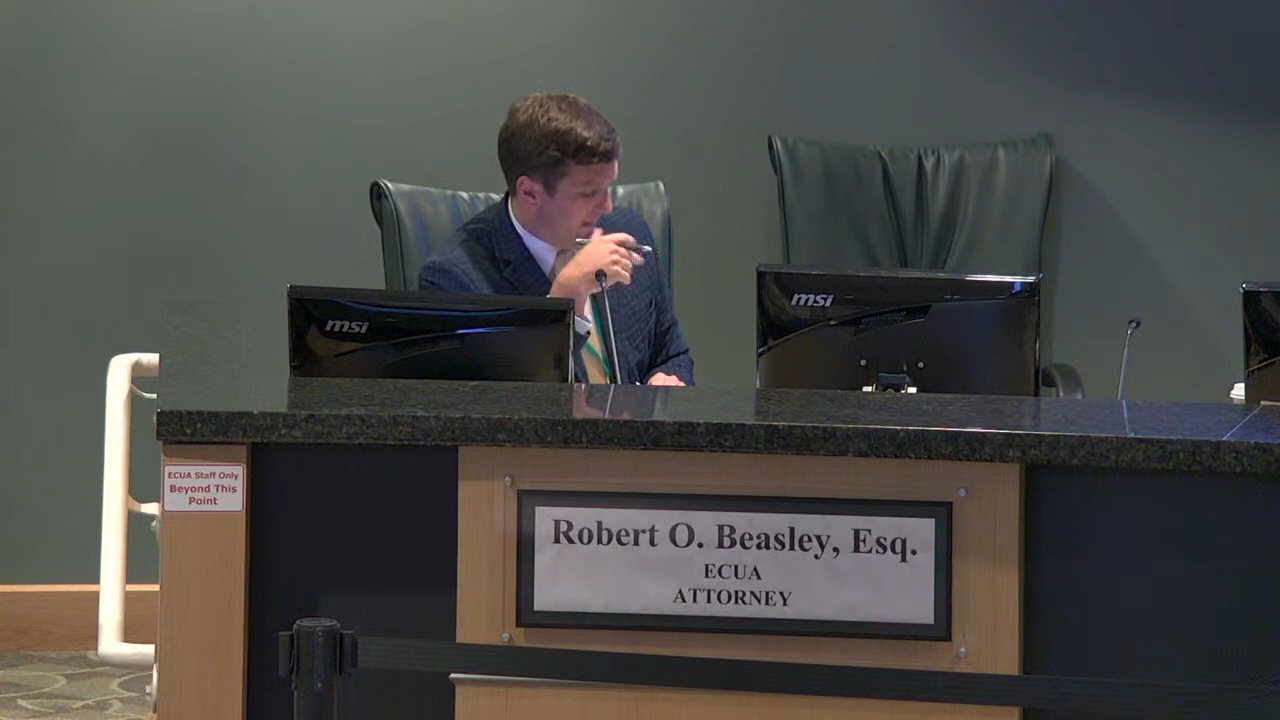 msi
msi
ECUA Staff Only
Beyond This
Point
Robert O. Beasley, Esq.
ECUA
ATTORNEY